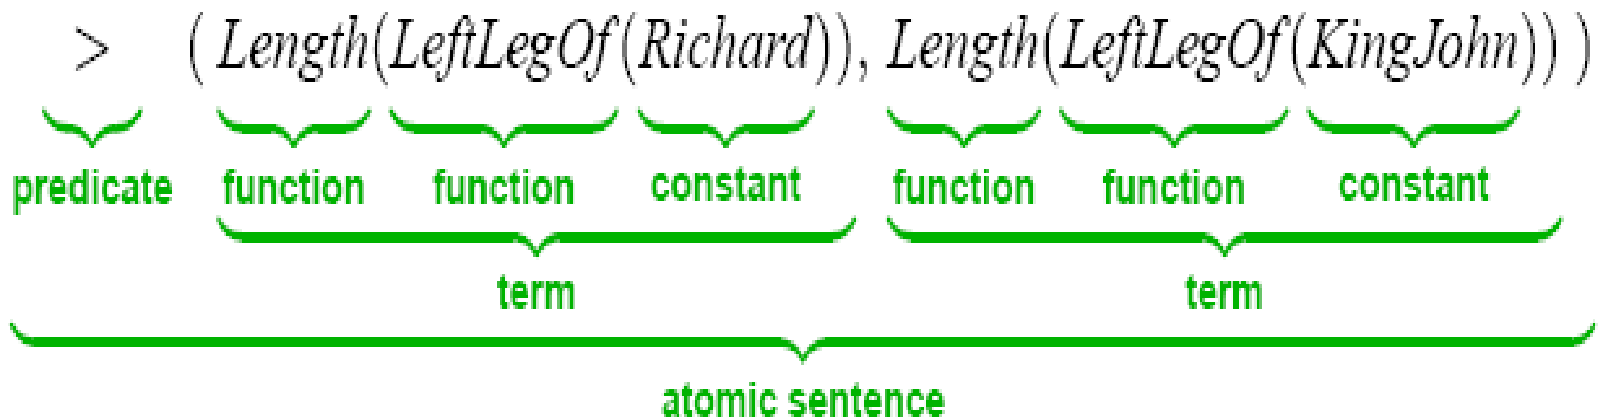 > ( Length(LeftLegOf(Richard)), Length(LeftLegOf(KingJohn)) )
predicate function function constant function function constant
term term
atomic sentence